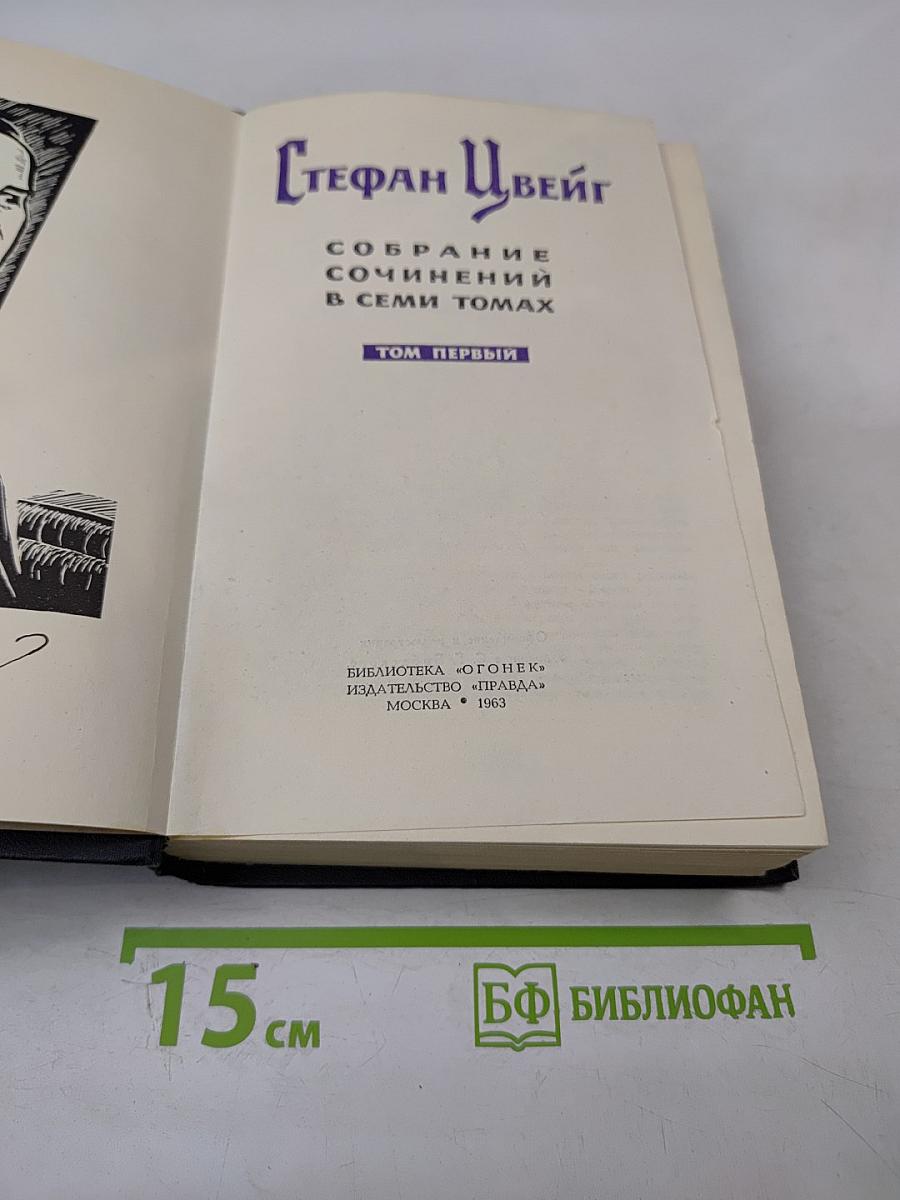 Стефан Цвейг
СОБРАНИЕ
СОЧИНЕНИЙ
В СЕМИ ТОМАХ
ТОМ ПЕРВЫЙ
БИБЛИОТЕКА «ОГОНЕК»
ИЗДАТЕЛЬСТВО «ПРАВДА»
МОСКВА • 1963
15 см
БФ БИБЛИОФАН